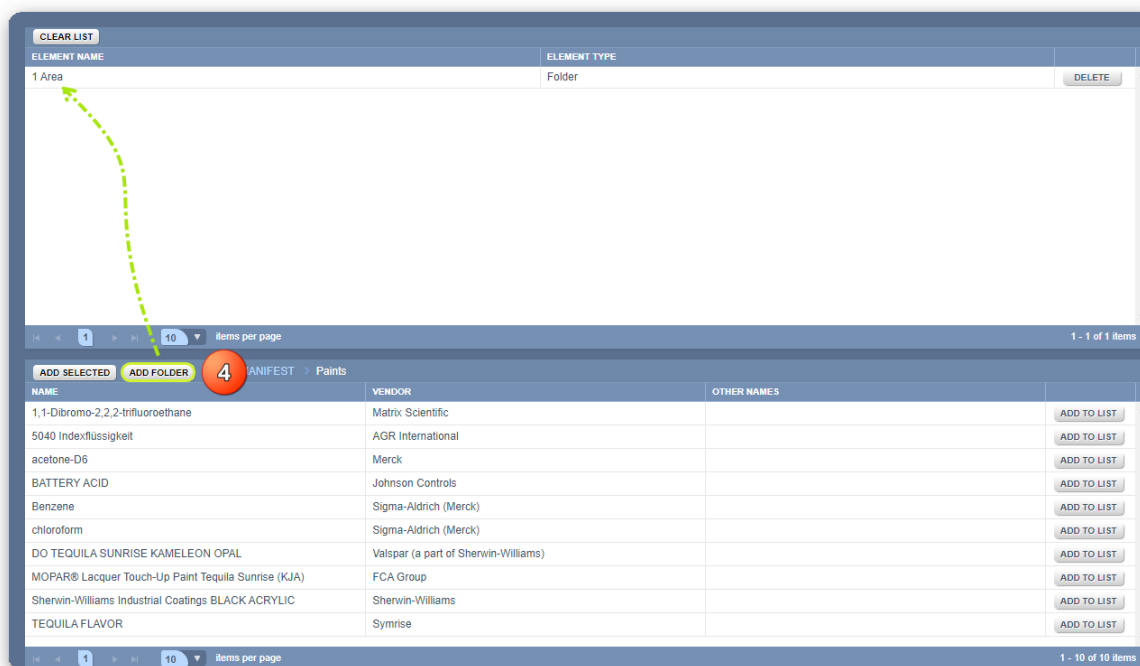 CLEAR LIST
ELEMENT NAME ELEMENT TYPE
1 Area Folder DELETE
1 10 items per page 1 - 1 of 1 items
ADD SELECTED ADD FOLDER 4 ANIFEST > Paints
NAME VENDOR OTHER NAMES
1,1-Dibromo-2,2,2-trifluoroethane Matrix Scientific ADD TO LIST
5040 Indexflüssigkeit AGR International ADD TO LIST
acetone-D6 Merck ADD TO LIST
BATTERY ACID Johnson Controls ADD TO LIST
Benzene Sigma-Aldrich (Merck) ADD TO LIST
chloroform Sigma-Aldrich (Merck) ADD TO LIST
DO TEQUILA SUNRISE KAMELEON OPAL Valspar (a part of Sherwin-Williams) ADD TO LIST
MOPAR® Lacquer Touch-Up Paint Tequila Sunrise (KJA) FCA Group ADD TO LIST
Sherwin-Williams Industrial Coatings BLACK ACRYLIC Sherwin-Williams ADD TO LIST
TEQUILA FLAVOR Symrise ADD TO LIST
1 10 items per page 1 - 10 of 10 items